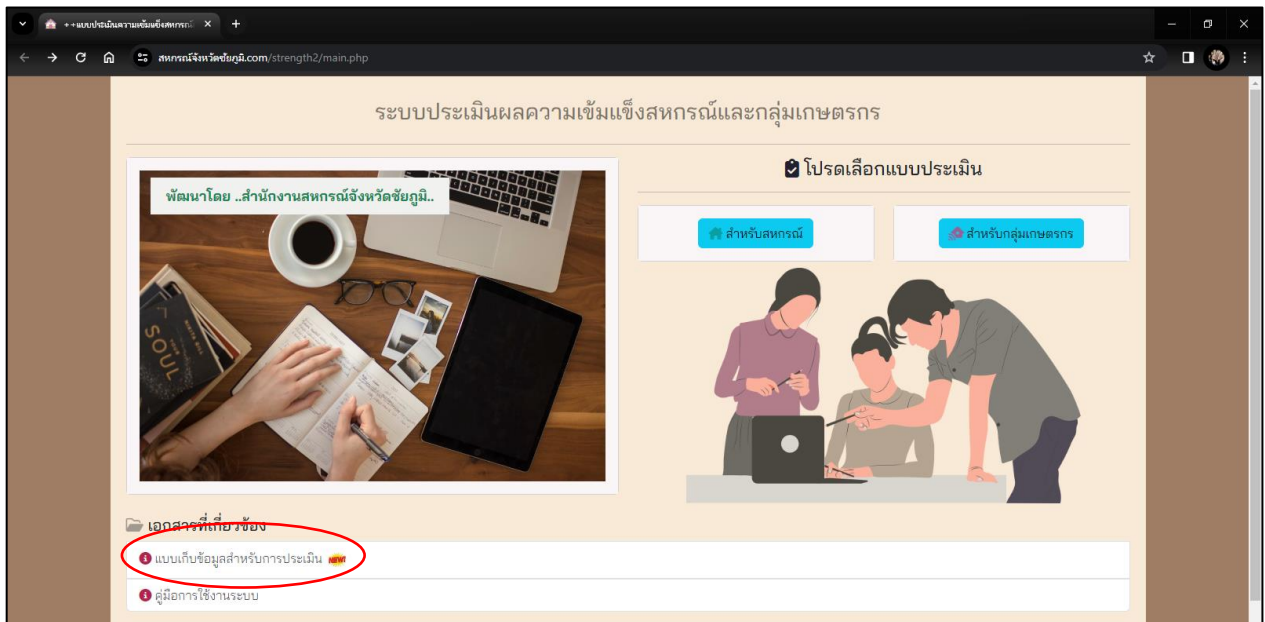 ++แบบประเมินความเข้มแข็งสหกรณ์
สหกรณ์จังหวัดชัยภูมิ.com/strength2/main.php
ระบบประเมินผลความเข้มแข็งสหกรณ์และกลุ่มเกษตรกร
พัฒนาโดย ..สำนักงานสหกรณ์จังหวัดชัยภูมิ..
SOUL
โปรดเลือกแบบประเมิน
สำหรับสหกรณ์
สำหรับกลุ่มเกษตรกร
เอกสารที่เกี่ยวข้อง
แบบเก็บข้อมูลสำหรับการประเมิน NEW!
คู่มือการใช้งานระบบ